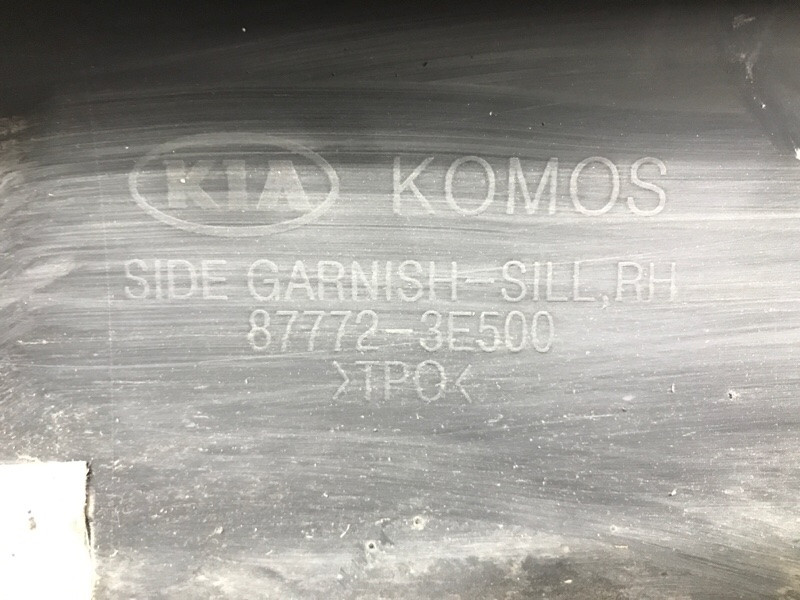 KIA KOMOS
SIDE GARNISH-SILL,RH
87772-3E500
>TPO<